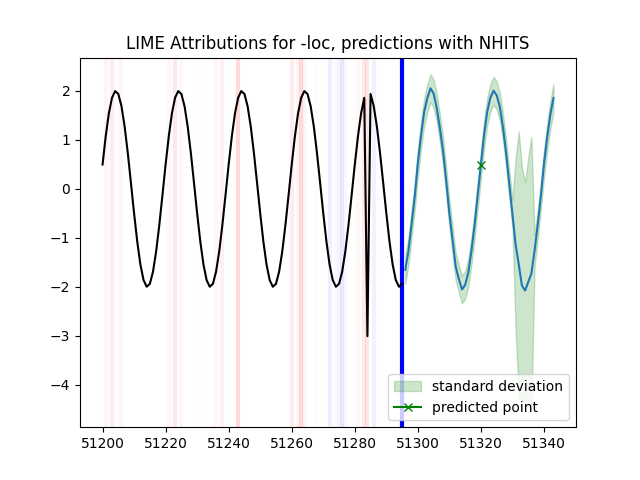 LIME Attributions for -loc, predictions with NHITS
2
1
0
−1
−2
−3
−4
standard deviation
predicted point
51200 51220 51240 51260 51280 51300 51320 51340